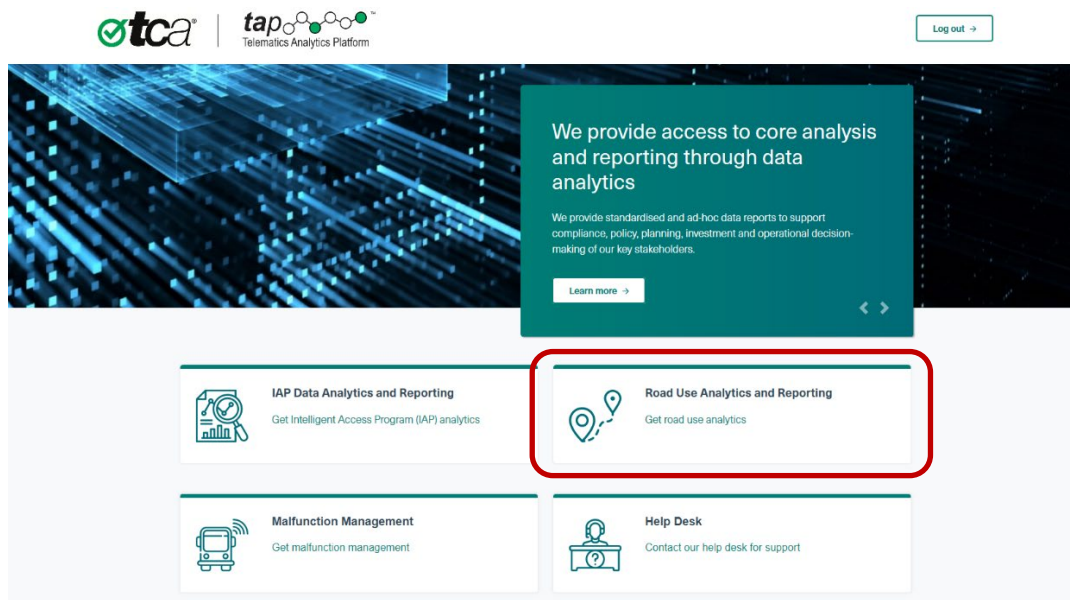 tca®
tap™
Telematics Analytics Platform
Log out →
We provide access to core analysis
and reporting through data
analytics
We provide standardised and ad-hoc data reports to support
compliance, policy, planning, investment and operational decision-
making of our key stakeholders.
Learn more →
IAP Data Analytics and Reporting
Get Intelligent Access Program (IAP) analytics
Road Use Analytics and Reporting
Get road use analytics
Malfunction Management
Get malfunction management
Help Desk
Contact our help desk for support
?